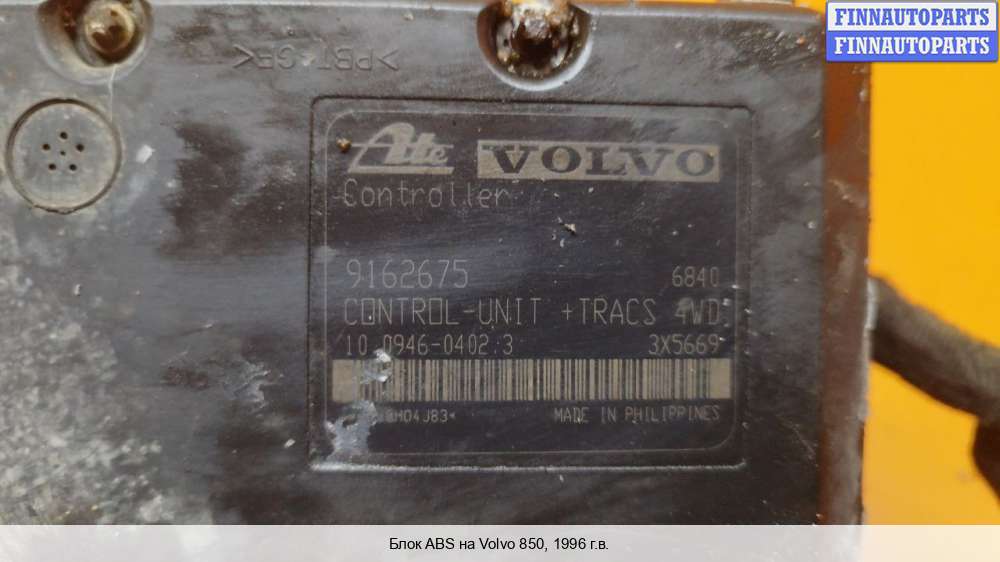 FINNAUTOPARTS
FINNAUTOPARTS
>PBT-GF<
Ate VOLVO
Controller
9162675 6840
CONTROL-UNIT +TRACS 4WD
10.0946-0402.3 3X5669
MADE IN PHILIPPINES
Блок ABS на Volvo 850, 1996 г.в.